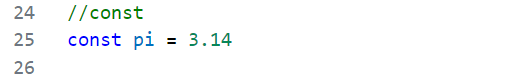 24 //const
25 const pi = 3.14
26